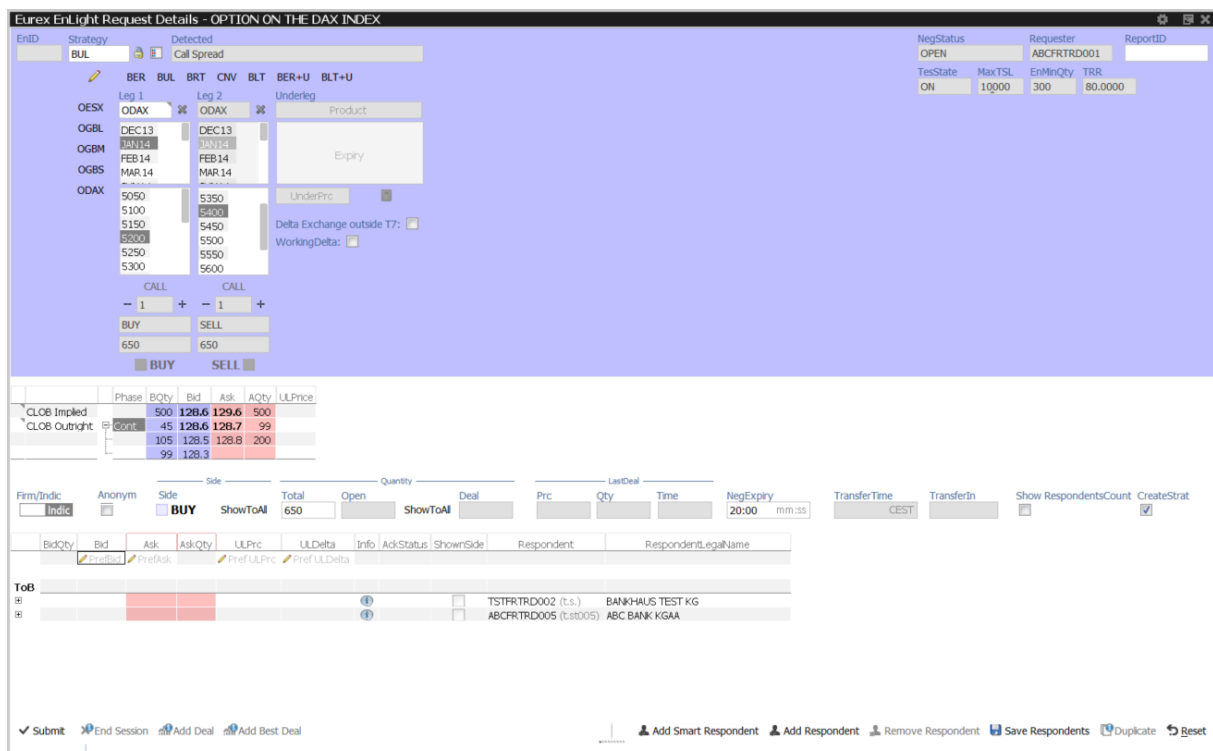 Eurex EnLight Request Details - OPTION ON THE DAX INDEX
EnID Strategy Detected NegStatus Requester ReportID
BUL Call Spread OPEN ABCFRTRD001
TesState MaxTSL EnMinQty TRR
BER BUL BRT CNV BLT BER+U BLT+U ON 10000 300 80.0000
Leg 1 Leg 2 Underleg
OESX ODAX ODAX Product
OGBL DEC13 DEC13
JAN14 JAN14
OGBM FEB14 FEB14 Expiry
OGBS MAR14 MAR14
ODAX 5050 5350 UnderPrc
5100 5400
5150 5450 Delta Exchange outside T7:
5200 5500 WorkingDelta:
5250 5550
5300 5600
CALL CALL
− 1 + − 1 +
BUY SELL
650 650
BUY SELL
Phase BQty Bid Ask AQty ULPrice
CLOB Implied 500 128.6 129.6 500
CLOB Outright Cont 45 128.6 128.7 99
105 128.5 128.8 200
99 128.3
Side Quantity LastDeal
Firm/Indic Anonym Side Total Open Deal Prc Qty Time NegExpiry TransferTime TransferIn Show RespondentsCount CreateStrat
Indic BUY ShowToAll 650 ShowToAll 20:00 mm:ss CEST
BidQty Bid Ask AskQty ULPrc ULDelta Info AckStatus ShownSide Respondent RespondentLegalName
PrefBid PrefAsk Pref ULPrc Pref ULDelta
ToB
TSTFRTRD002 (t.s.) BANKHAUS TEST KG
ABCFRTRD005 (t.st005) ABC BANK KGAA
Submit End Session Add Deal Add Best Deal Add Smart Respondent Add Respondent Remove Respondent Save Respondents Duplicate Reset